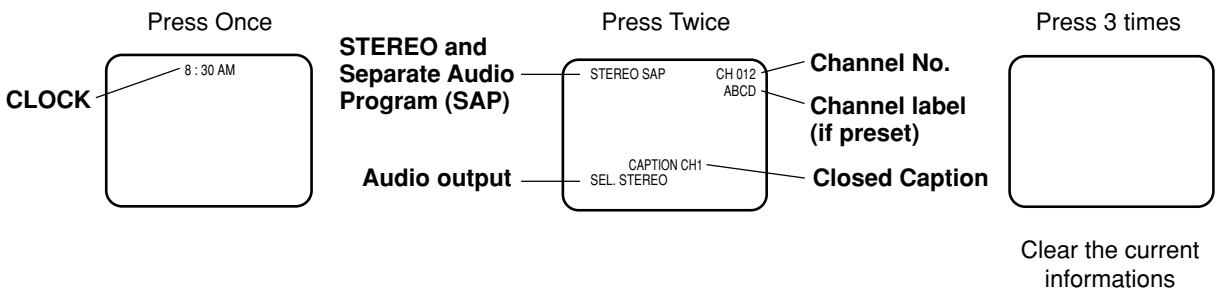 Press Once
8 : 30 AM
CLOCK
Press Twice
STEREO and
Separate Audio
Program (SAP)
STEREO SAP
CH 012
ABCD
Channel No.
Channel label
(if preset)
CAPTION CH1
SEL. STEREO
Audio output
Closed Caption
Press 3 times
Clear the current
informations